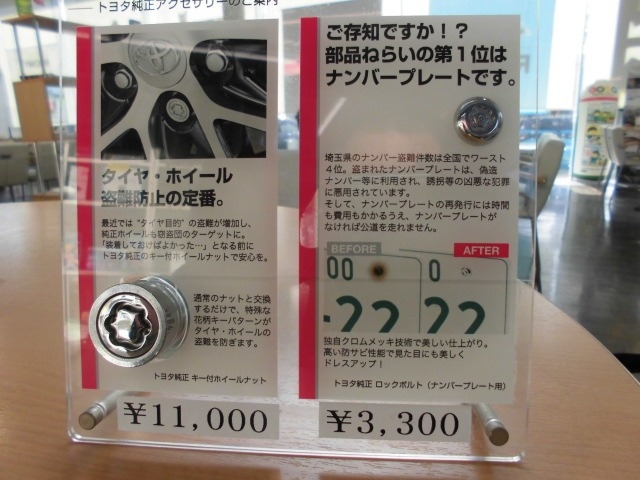 トヨタ純正アクセサリーのご案内
タイヤ・ホイール
盗難防止の定番。
最近では“タイヤ目的”の盗難が増加し、
純正ホイールも窃盗団のターゲットに。
「装着しておけばよかった…」となる前に
トヨタ純正のキー付ホイールナットで安心を。
通常のナットと交換
するだけで、特殊な
花柄キーパターンが
タイヤ・ホイールの
盗難を防ぎます。
トヨタ純正 キー付ホイールナット
¥11,000
ご存知ですか！？
部品ねらいの第1位は
ナンバープレートです。
埼玉県のナンバー盗難件数は全国でワースト
4位。盗まれたナンバープレートは、偽造
ナンバー等に利用され、誘拐等の凶悪な犯罪
に悪用されています。
そして、ナンバープレートの再発行には時間
も費用もかかるうえ、ナンバープレートが
なければ公道を走れません。
BEFORE
AFTER
00
0
-22
22
独自クロムメッキ技術で美しい仕上がり。
高い防サビ性能で見た目にも美しく
ドレスアップ！
トヨタ純正 ロックボルト（ナンバープレート用）
¥3,300